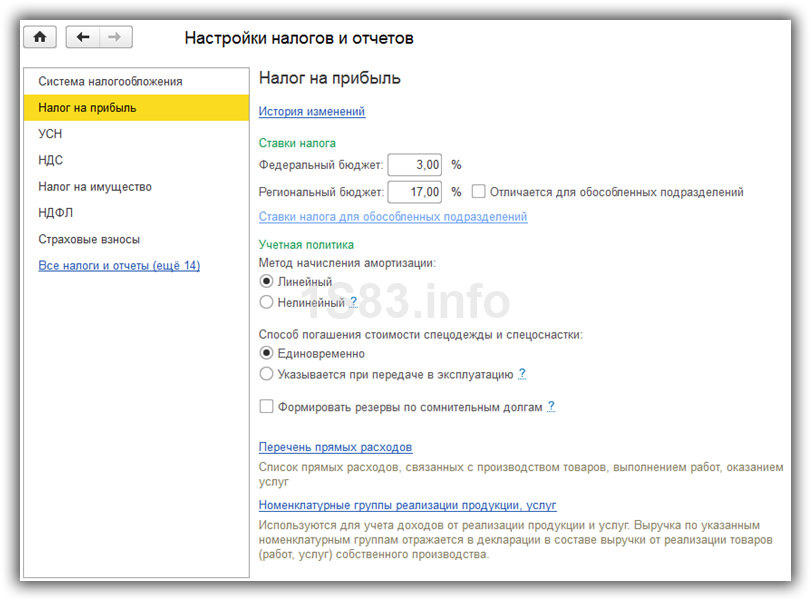 Настройки налогов и отчетов
Система налогообложения
Налог на прибыль
УСН
НДС
Налог на имущество
НДФЛ
Страховые взносы
Все налоги и отчеты (ещё 14)
Налог на прибыль
История изменений
Ставки налога
Федеральный бюджет: 3,00 %
Региональный бюджет: 17,00 % Отличается для обособленных подразделений
Ставки налога для обособленных подразделений
Учетная политика
Метод начисления амортизации:
Линейный
Нелинейный ?
1S83.info
Способ погашения стоимости спецодежды и спецоснастки:
Единовременно
Указывается при передаче в эксплуатацию ?
Формировать резервы по сомнительным долгам ?
Перечень прямых расходов
Список прямых расходов, связанных с производством товаров, выполнением работ, оказанием
услуг
Номенклатурные группы реализации продукции, услуг
Используются для учета доходов от реализации продукции и услуг. Выручка по указанным
номенклатурным группам отражается в декларации в составе выручки от реализации товаров
(работ, услуг) собственного производства.